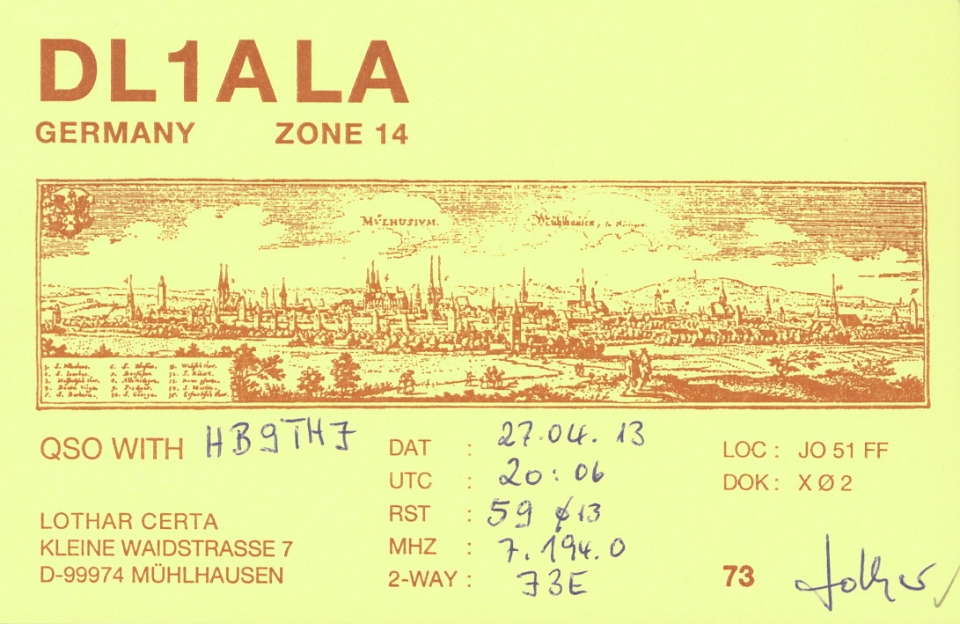 DL1ALA
GERMANY ZONE 14
MVLHUSIVM.
QSO WITH HB9THJ
LOTHAR CERTA
KLEINE WAIDSTRASSE 7
D-99974 MÜHLHAUSEN
DAT : 27.04.13
UTC : 20:06
RST : 59 ø13
MHZ : 7.194.0
2-WAY : J3E
LOC : JO 51 FF
DOK : X Ø 2
73 Lothar